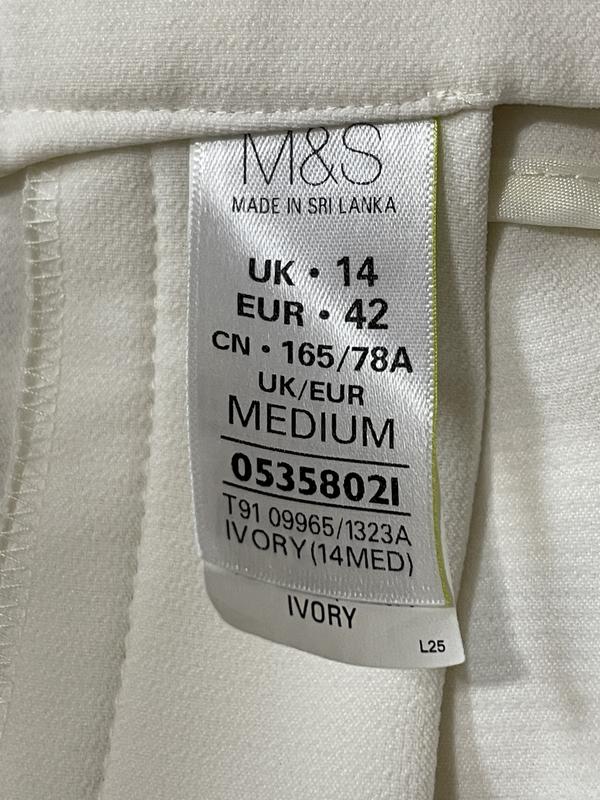 M&S
MADE IN SRI LANKA
UK • 14
EUR • 42
CN • 165/78A
UK/EUR
MEDIUM
05358021
T91 09965/1323A
IVORY(14MED)
IVORY
L25